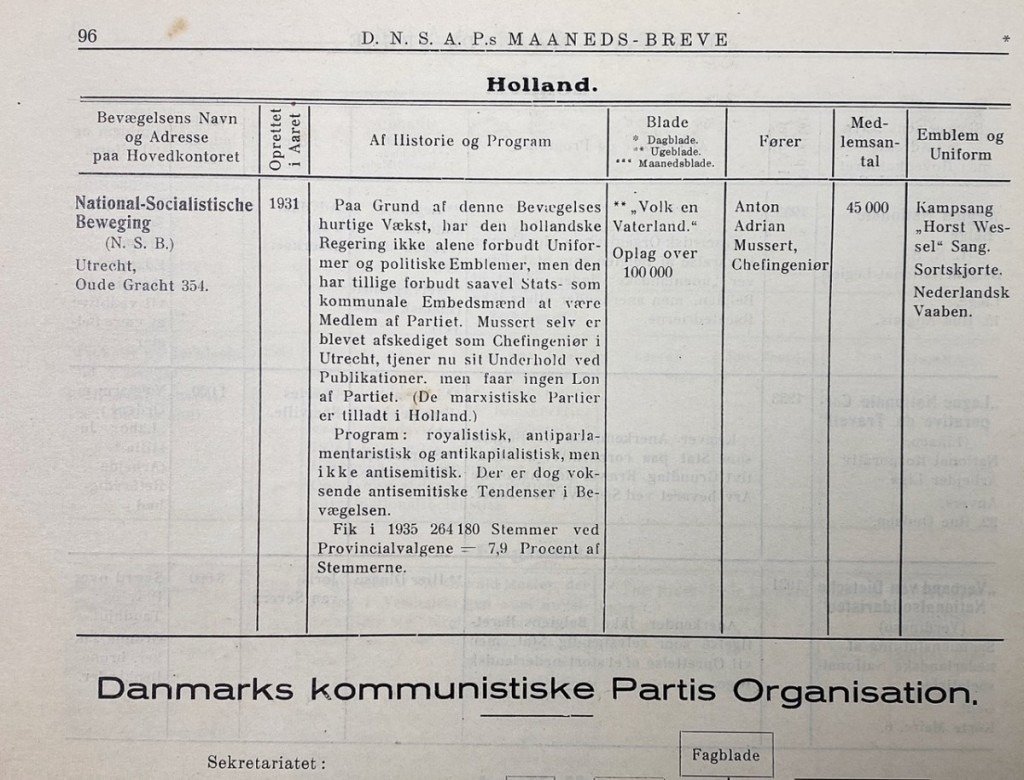 96
D. N. S. A. P.s MAANEDS-BREVE
*
Holland.
Bevægelsens Navn
og Adresse
paa Hovedkontoret
Oprettet
i Aaret
Af Historie og Program
Blade
* Dagblade.
** Ugeblade.
*** Maanedsblade.
Fører
Med-
lemsan-
tal
Emblem og
Uniform
National-Socialistische
Beweging
(N. S. B.)
Utrecht,
Oude Gracht 354.
1931
Paa Grund af denne Bevægelses
hurtige Vækst, har den hollandske
Regering ikke alene forbudt Unifor-
mer og politiske Emblemer, men den
har tillige forbudt saavel Stats- som
kommunale Embedsmænd at være
Medlem af Partiet. Mussert selv er
blevet afskediget som Chefingeniør i
Utrecht, tjener nu sit Underhold ved
Publikationer. men faar ingen Lon
af Partiet. (De marxistiske Partier
er tilladt i Holland.)
Program: royalistisk, antiparla-
mentaristisk og antikapitalistisk, men
ikke antisemitisk. Der er dog vok-
sende antisemitiske Tendenser i Be-
vægelsen.
Fik i 1935 264 180 Stemmer ved
Provincialvalgene = 7,9 Procent af
Stemmerne.
** „Volk en
Vaterland.“
Oplag over
100 000
Anton
Adrian
Mussert,
Chefingeniør
45 000
Kampsang
„Horst Wes-
sel“ Sang.
Sortskjorte.
Nederlandsk
Vaaben.
Danmarks kommunistiske Partis Organisation.
Sekretariatet:
Fagblade